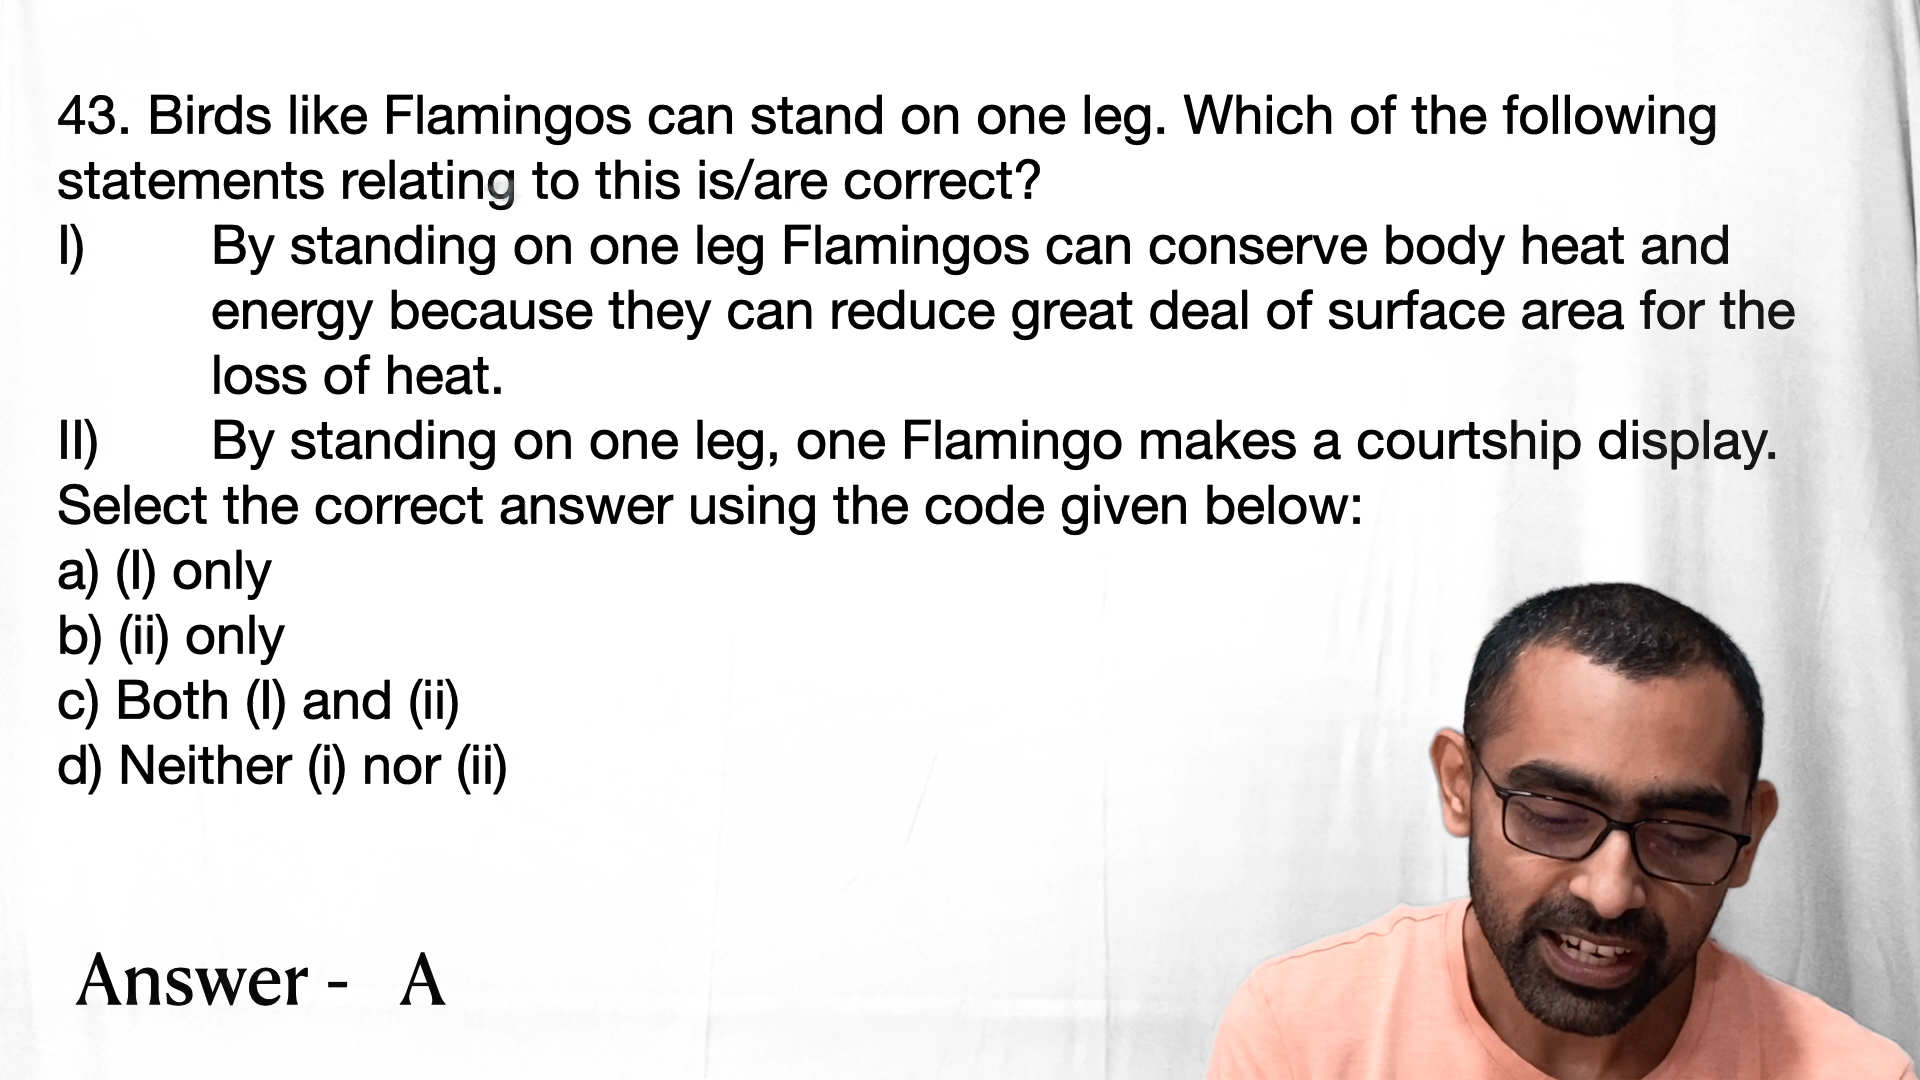 43. Birds like Flamingos can stand on one leg. Which of the following
statements relating to this is/are correct?
I) By standing on one leg Flamingos can conserve body heat and
energy because they can reduce great deal of surface area for the
loss of heat.
II) By standing on one leg, one Flamingo makes a courtship display.
Select the correct answer using the code given below:
a) (I) only
b) (ii) only
c) Both (I) and (ii)
d) Neither (i) nor (ii)
Answer - A